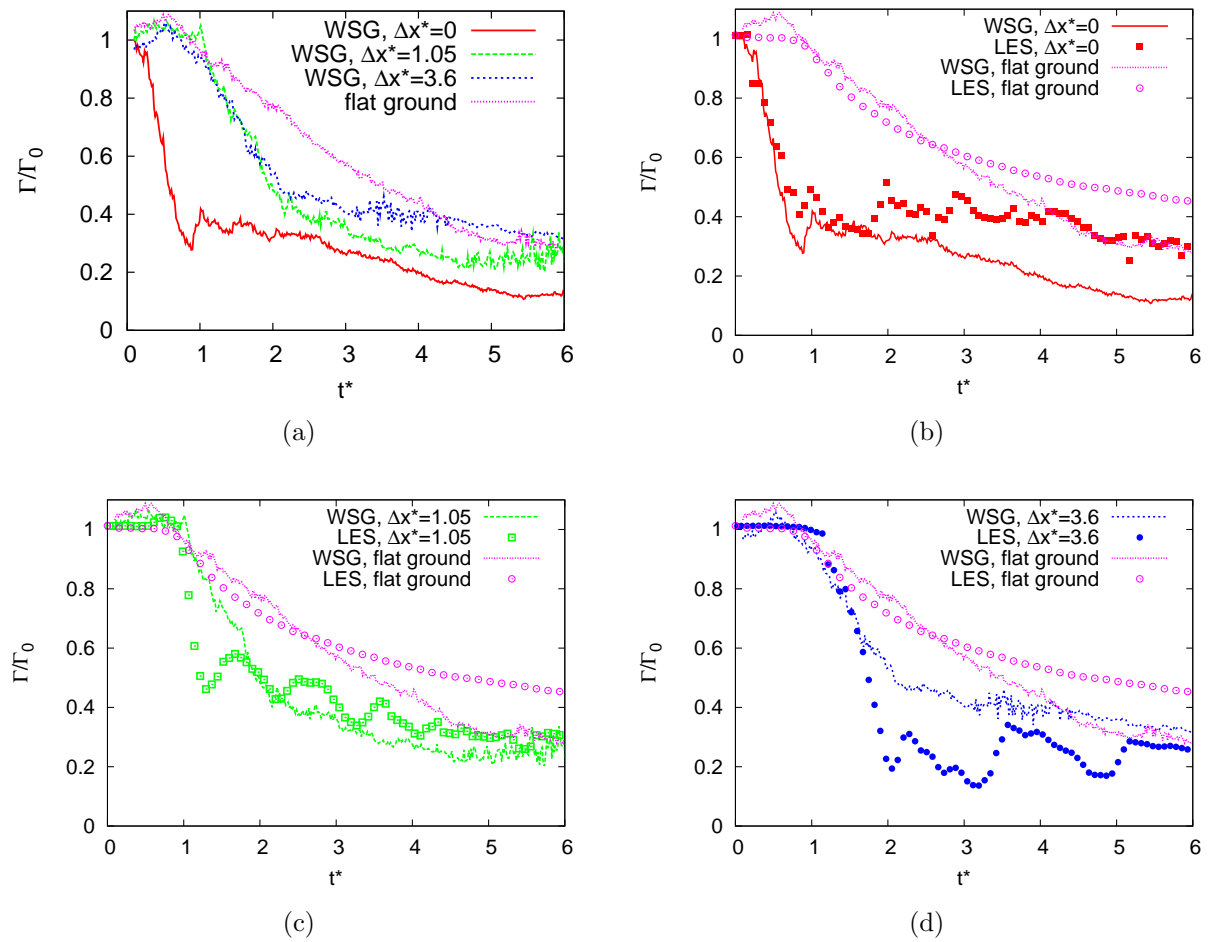 WSG, Δx*=0
WSG, Δx*=1.05
WSG, Δx*=3.6
flat ground
Γ/Γ0
1
0.8
0.6
0.4
0.2
0
0 1 2 3 4 5 6
t*
(a)
WSG, Δx*=0
LES, Δx*=0
WSG, flat ground
LES, flat ground
Γ/Γ0
1
0.8
0.6
0.4
0.2
0
0 1 2 3 4 5 6
t*
(b)
WSG, Δx*=1.05
LES, Δx*=1.05
WSG, flat ground
LES, flat ground
Γ/Γ0
1
0.8
0.6
0.4
0.2
0
0 1 2 3 4 5 6
t*
(c)
WSG, Δx*=3.6
LES, Δx*=3.6
WSG, flat ground
LES, flat ground
Γ/Γ0
1
0.8
0.6
0.4
0.2
0
0 1 2 3 4 5 6
t*
(d)